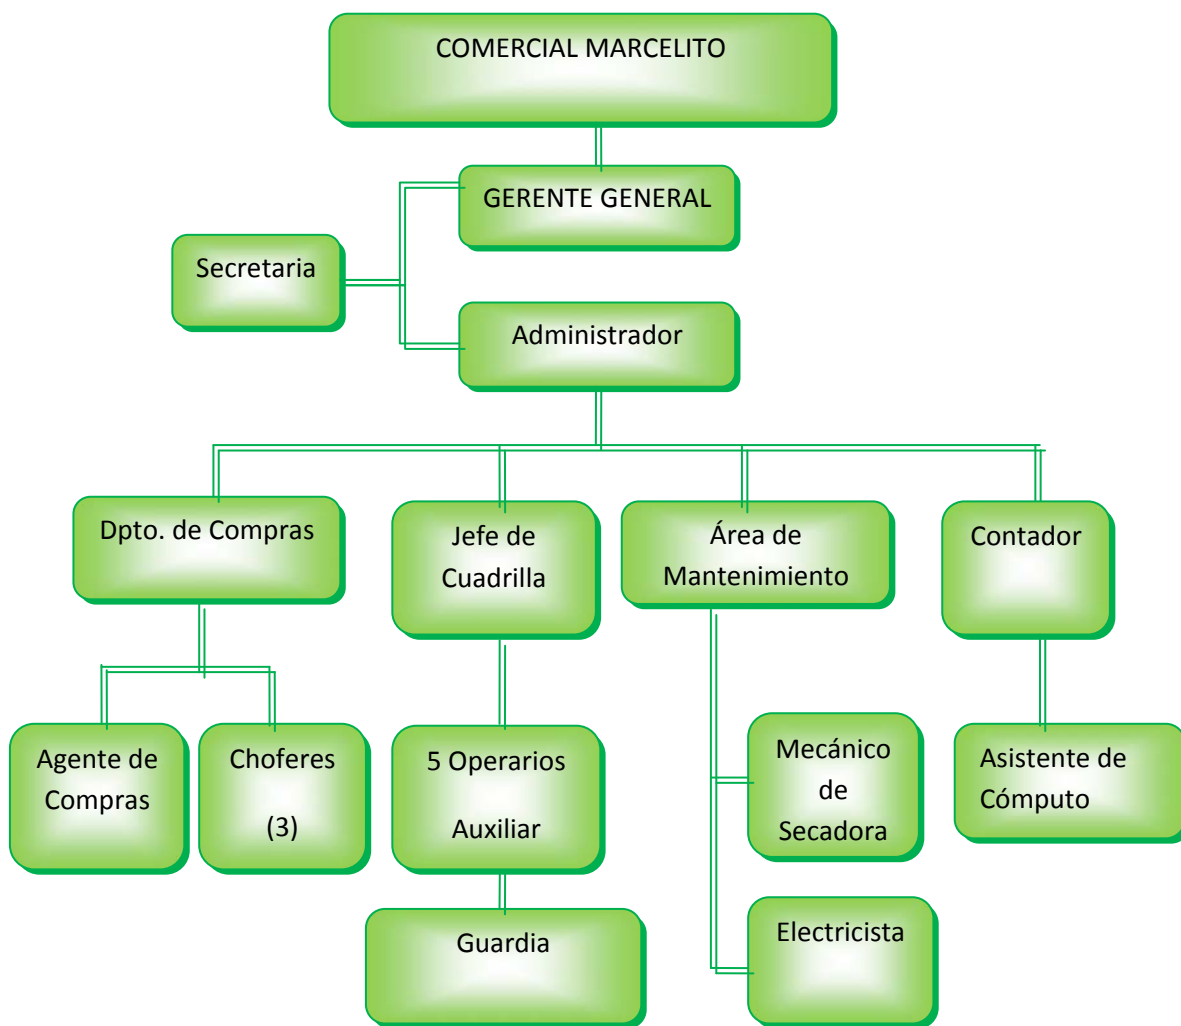 COMERCIAL MARCELITO
GERENTE GENERAL
Secretaria
Administrador
Dpto. de Compras
Jefe de
Cuadrilla
Área de
Mantenimiento
Contador
Agente de
Compras
Choferes
(3)
5 Operarios
Auxiliar
Mecánico
de
Secadora
Asistente de
Cómputo
Guardia
Electricista